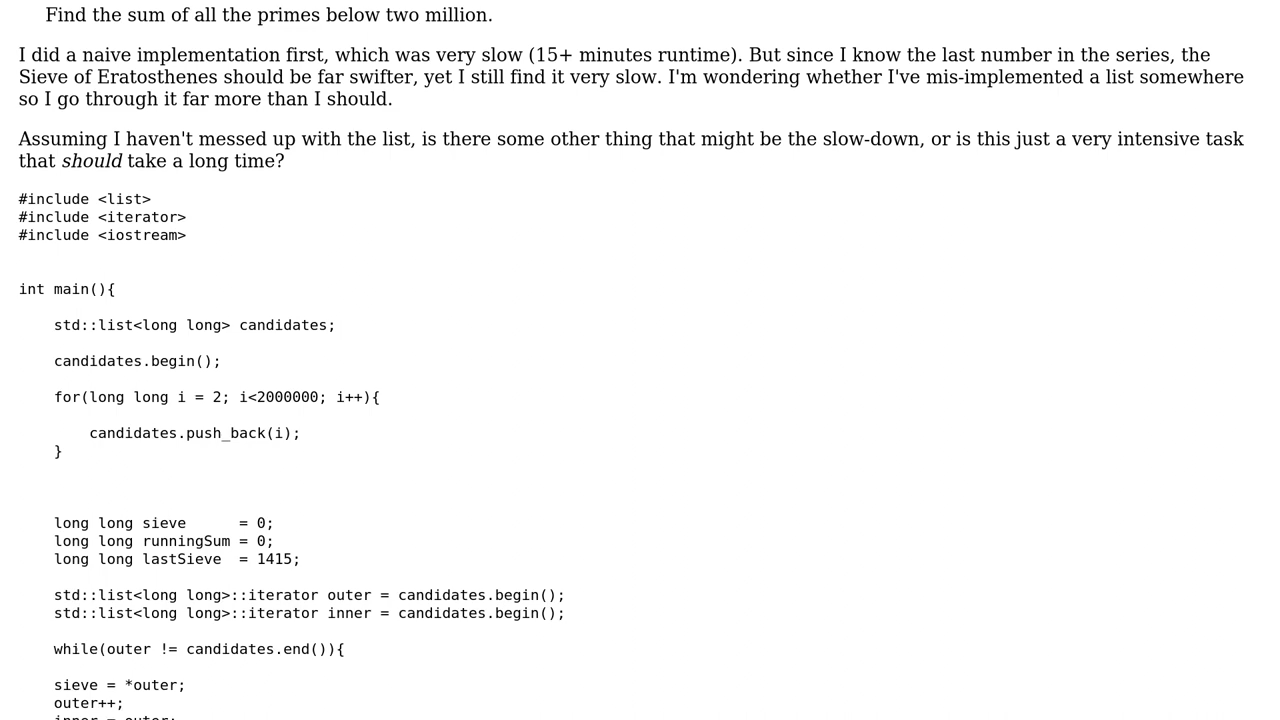 Find the sum of all the primes below two million.
I did a naive implementation first, which was very slow (15+ minutes runtime). But since I know the last number in the series, the
Sieve of Eratosthenes should be far swifter, yet I still find it very slow. I'm wondering whether I've mis-implemented a list somewhere
so I go through it far more than I should.
Assuming I haven't messed up with the list, is there some other thing that might be the slow-down, or is this just a very intensive task
that should take a long time?
#include <list>
#include <iterator>
#include <iostream>
int main(){
    std::list<long long> candidates;
    candidates.begin();
    for(long long i = 2; i<2000000; i++){
        candidates.push_back(i);
    }
    long long sieve      = 0;
    long long runningSum = 0;
    long long lastSieve  = 1415;
    std::list<long long>::iterator outer = candidates.begin();
    std::list<long long>::iterator inner = candidates.begin();
    while(outer != candidates.end()){
    sieve = *outer;
    outer++;
    inner = outer;